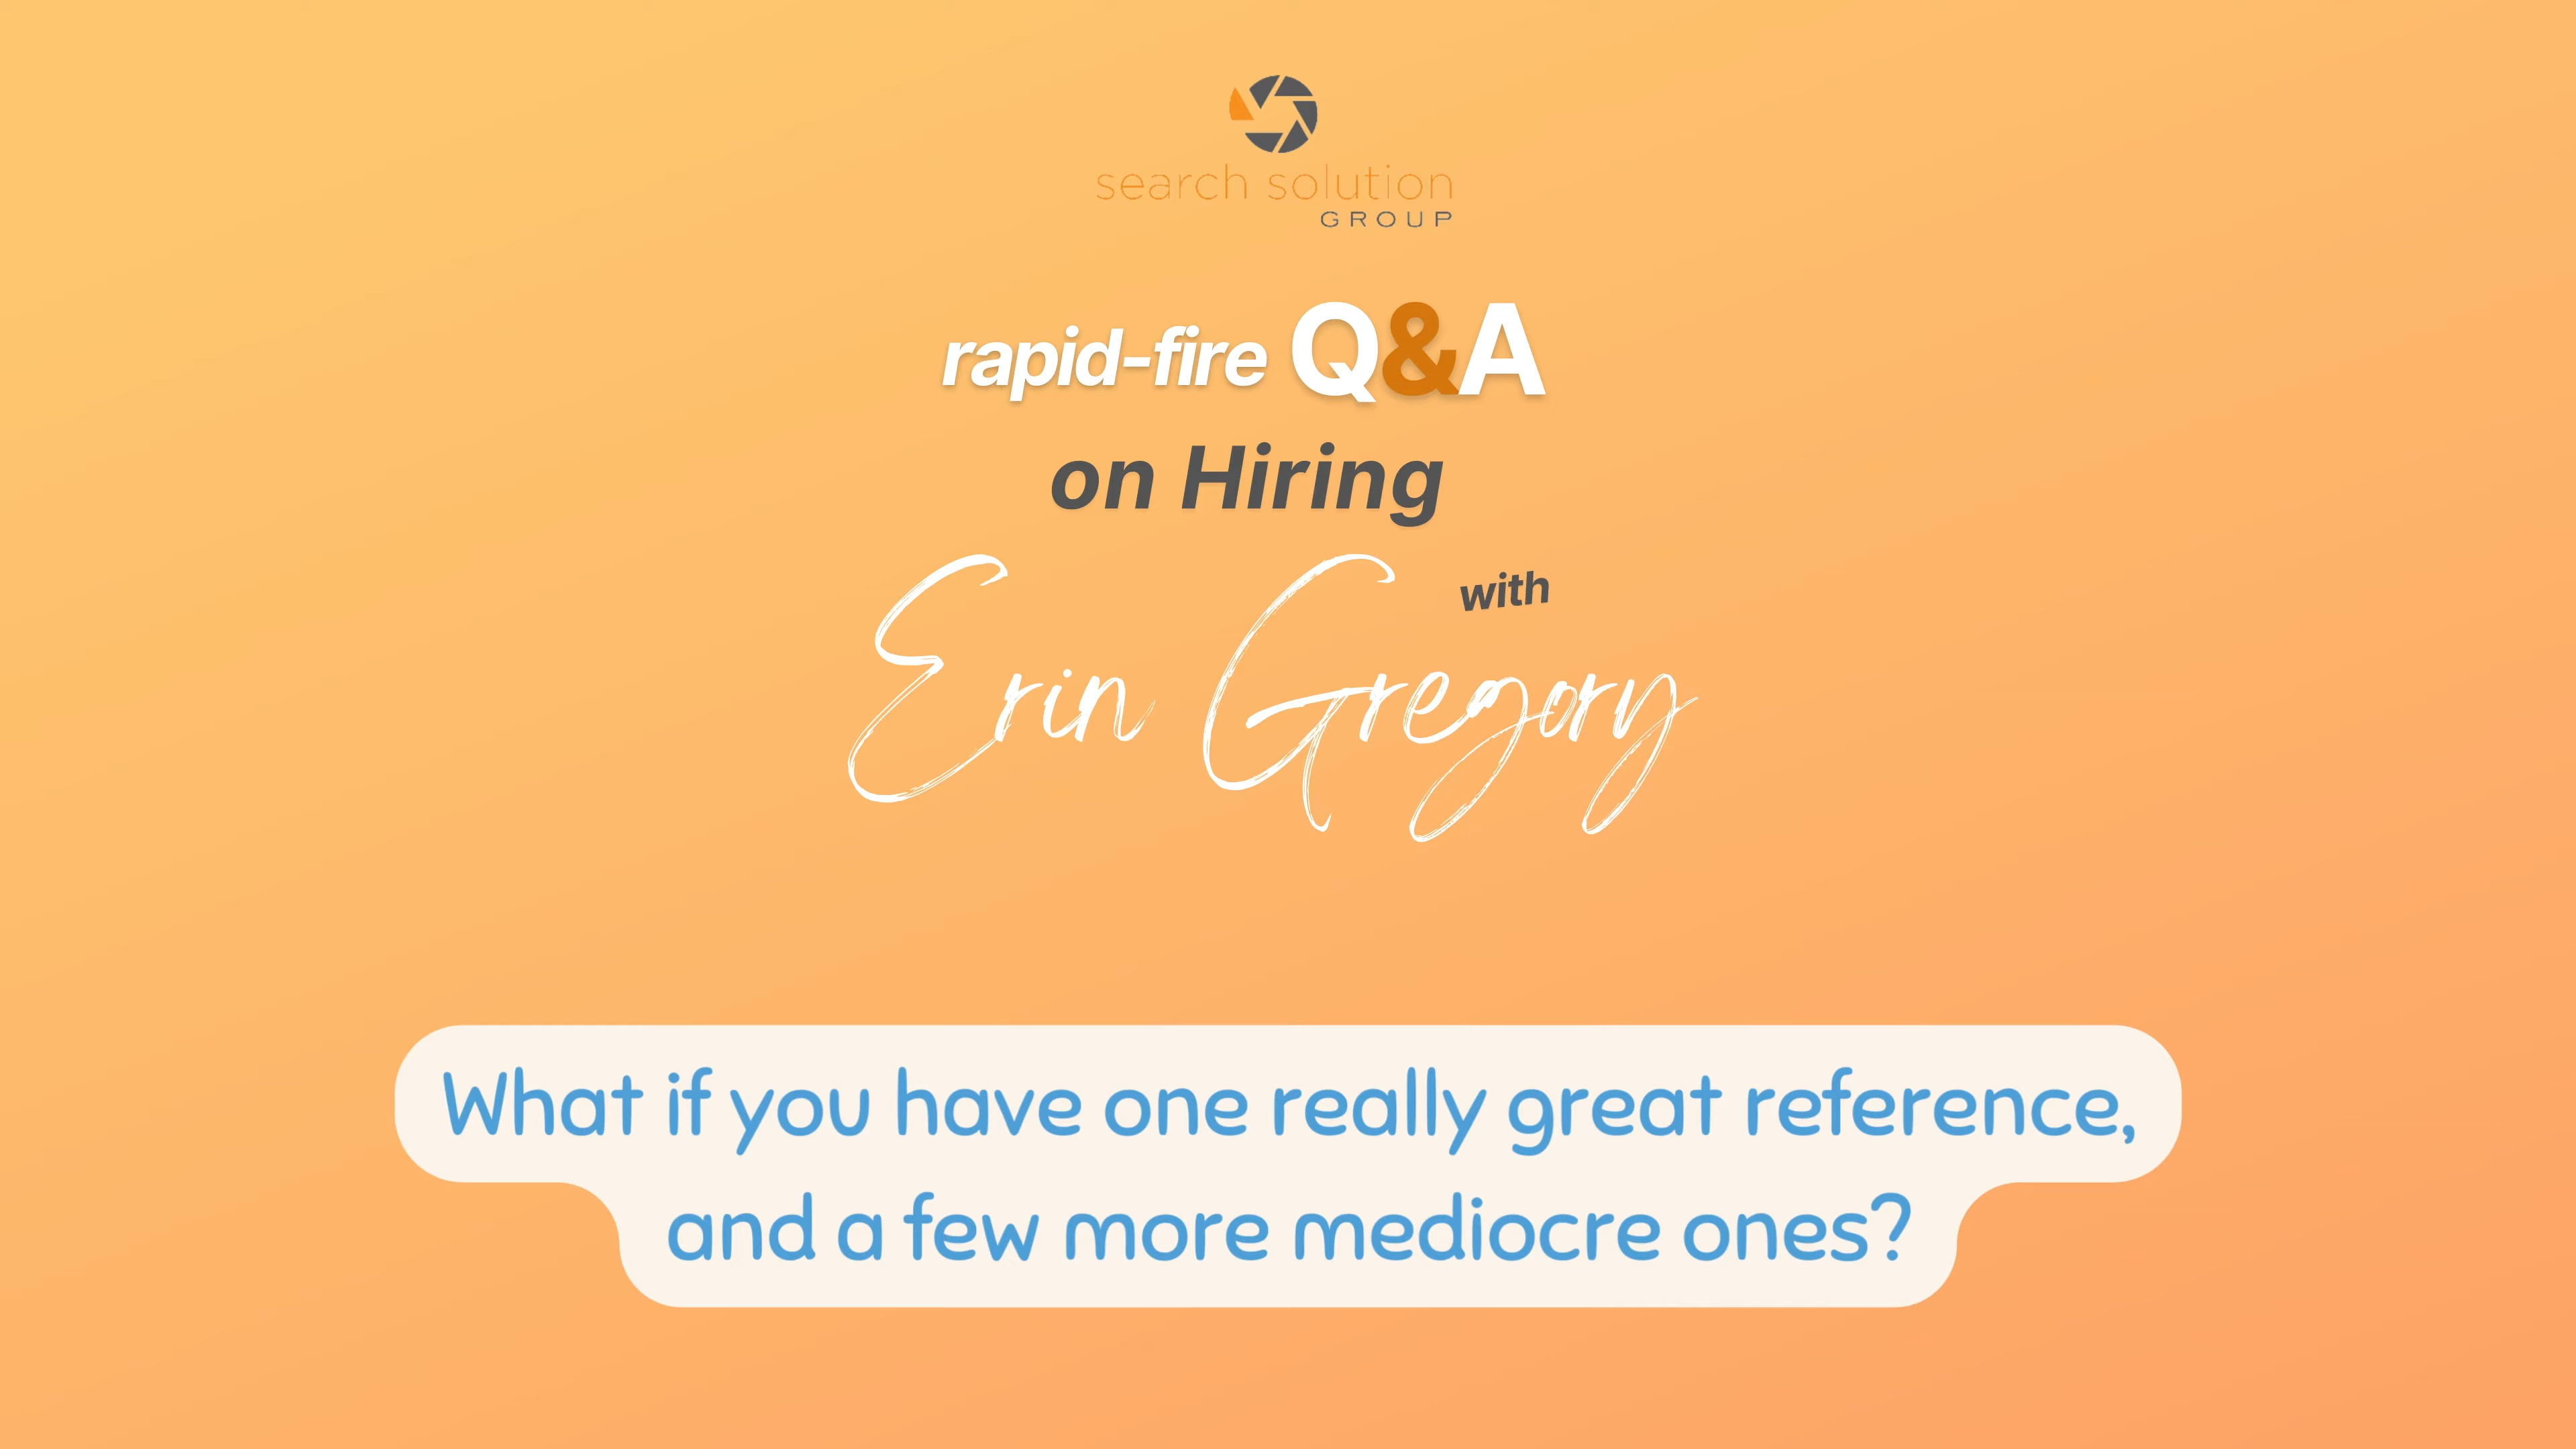 search solution
GROUP
rapid-fire Q&A
on Hiring
with
Erin Gregory
What if you have one really great reference,
and a few more mediocre ones?